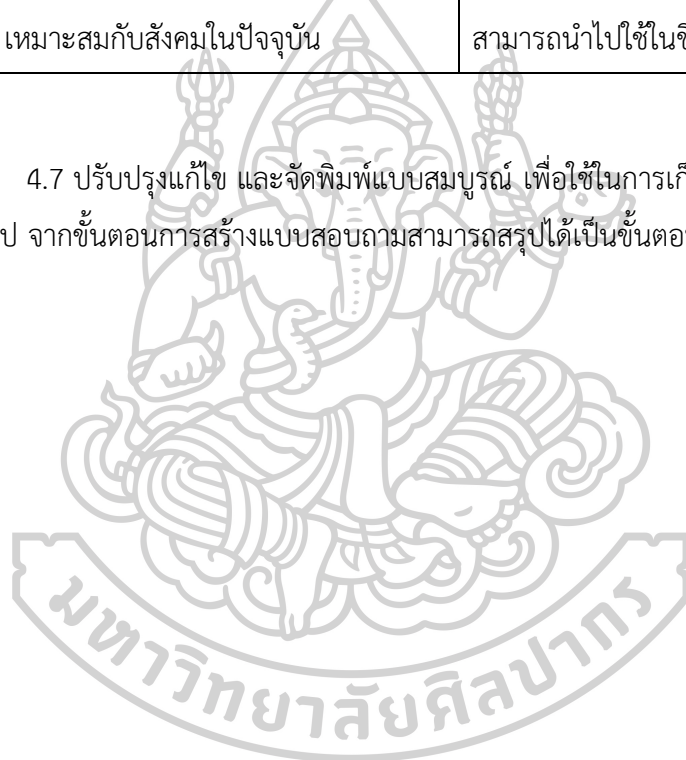 เหมาะสมกับสังคมในปัจจุบัน สามารถนำไปใช้ในชี
4.7 ปรับปรุงแก้ไข และจัดพิมพ์แบบสมบูรณ์ เพื่อใช้ในการเก็
ป จากขั้นตอนการสร้างแบบสอบถามสามารถสรุปได้เป็นขั้นตอน
มหาวิทยาลัยศิลปากร